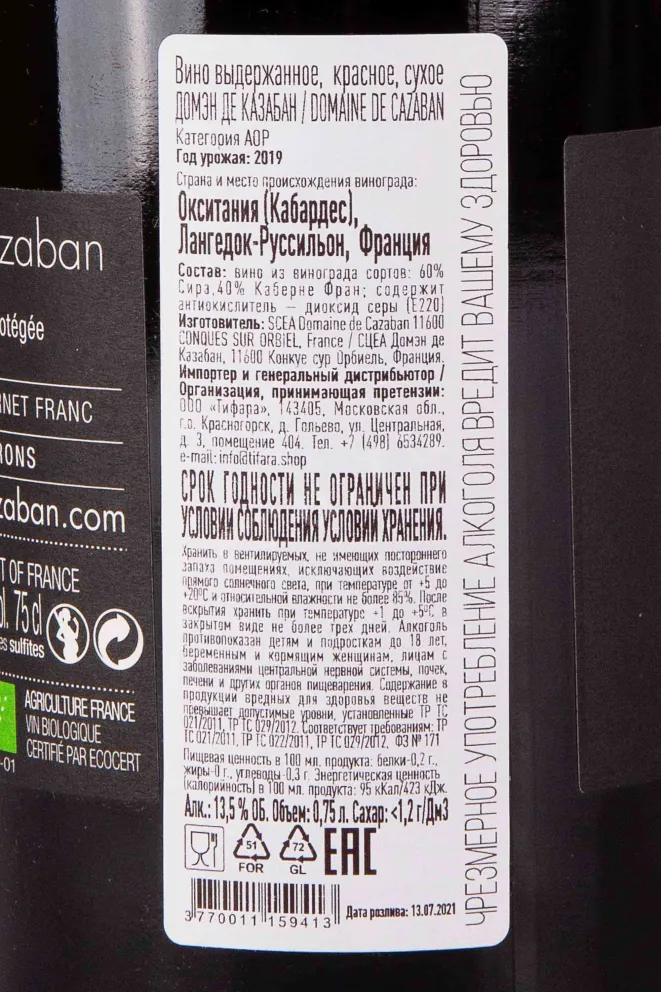 Вино выдержанное, красное, сухое
ДОМЭН ДЕ КАЗАБАН / DOMAINE DE CAZABAN
Категория АОР
Год урожая: 2019
Страна и место происхождения винограда:
Окситания (Кабардес),
Лангедок-Руссильон, Франция
Состав: вино из винограда сортов: 60%
Сира,40% Каберне Фран; содержит
антиокислитель – диоксид серы (Е220)
Изготовитель: SCEA Domaine de Cazaban 11600
CONQUES SUR ORBIEL, France / СЦЕА Домэн де
Казабан, 11600 Конкуе сур Орбиель, Франция.
Импортер и генеральный дистрибьютор /
Организация, принимающая претензии:
ООО «Тифара», 143405, Московская обл.,
г.о. Красногорск, д. Гольево, ул. Центральная,
д. 3, помещение 404. Тел. +7 (498) 6534289.
e-mail: info@tifara.shop
СРОК ГОДНОСТИ НЕ ОГРАНИЧЕН ПРИ
УСЛОВИИ СОБЛЮДЕНИЯ УСЛОВИЙ ХРАНЕНИЯ.
Хранить в вентилируемых, не имеющих постороннего
запаха помещениях, исключающих воздействие
прямого солнечного света, при температуре от +5 до
+20°C и относительной влажности не более 85%. После
вскрытия хранить при температуре +1 до +5°C в
закрытом виде не более трех дней. Алкоголь
противопоказан детям и подросткам до 18 лет,
беременным и кормящим женщинам, лицам с
заболеваниями центральной нервной системы, почек,
печени и других органов пищеварения. Содержание в
продукции вредных для здоровья веществ не
превышает допустимые уровни, установленные ТР ТС
021/2011, ТР ТС 029/2012. Соответствует требованиям: ТР
ТС 021/2011, ТР ТС 022/2011, ТР ТС 029/2012, ФЗ № 171
Пищевая ценность в 100 мл. продукта: белки-0,2 г.,
жиры-0 г., углеводы-0,3 г. Энергетическая ценность
(калорийность) в 100 мл. продукта: 95 кКал/423 кДж.
Алк.: 13,5 % ОБ. Объем: 0,75 л. Сахар: <1,2 г/Дм3
51
FOR
72
GL
EAC
3 770011 159413
Дата розлива: 13.07.2021
ЧРЕЗМЕРНОЕ УПОТРЕБЛЕНИЕ АЛКОГОЛЯ ВРЕДИТ ВАШЕМУ ЗДОРОВЬЮ
zaban
otégée
RNET FRANC
RONS
zaban.com
T OF FRANCE
ol. 75 cl
es sulfites
AGRICULTURE FRANCE
VIN BIOLOGIQUE
CERTIFIÉ PAR ECOCERT
-01